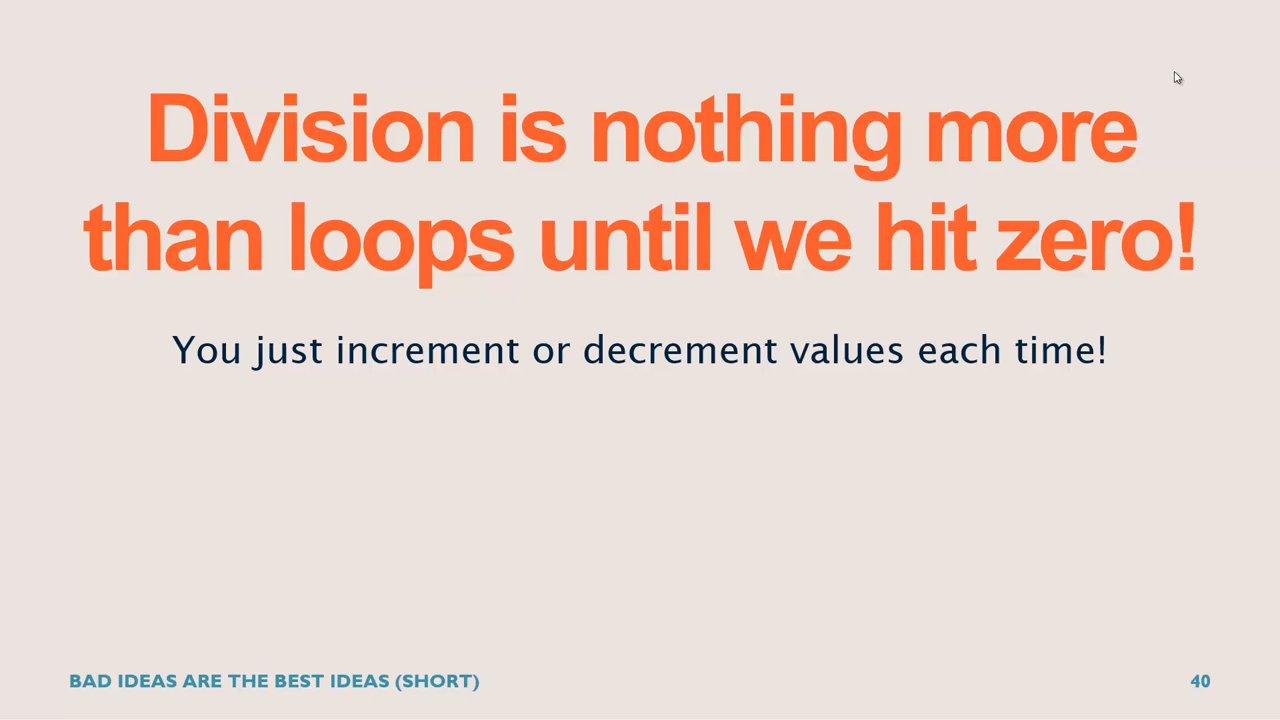 Division is nothing more
than loops until we hit zero!
You just increment or decrement values each time!
BAD IDEAS ARE THE BEST IDEAS (SHORT)
40